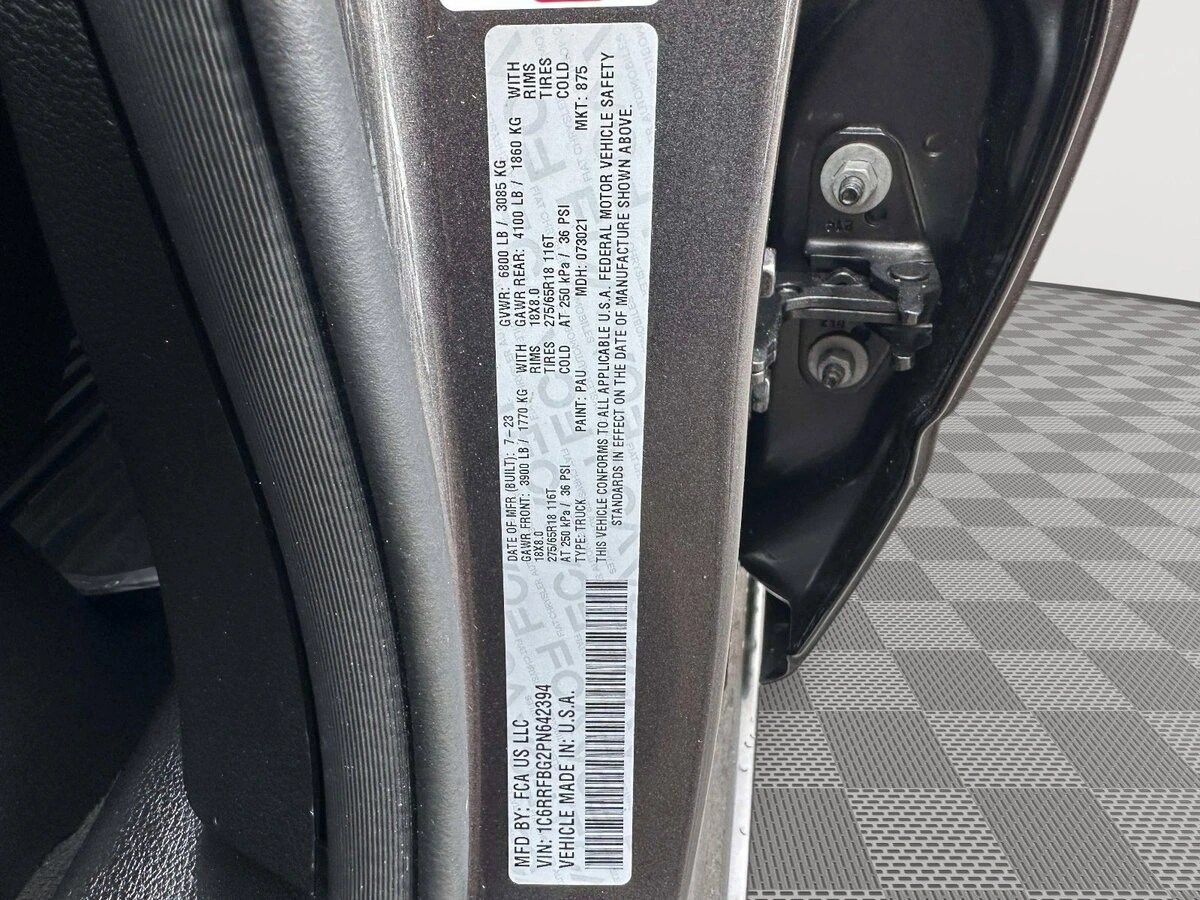 MFD BY: FCA US LLC
VIN: 1C6RRFBG2PN642394
VEHICLE MADE IN: U.S.A.
DATE OF MFR (BUILT): 7-23 GVWR: 6800 LB / 3085 KG
GAWR FRONT: 3900 LB / 1770 KG WITH GAWR REAR: 4100 LB / 1860 KG WITH
18X8.0 RIMS 18X8.0 RIMS
275/65R18 116T TIRES 275/65R18 116T TIRES
AT 250 kPa / 36 PSI COLD AT 250 kPa / 36 PSI COLD
TYPE: TRUCK PAINT: PAU MDH: 073021 MKT: 875
THIS VEHICLE CONFORMS TO ALL APPLICABLE U.S.A. FEDERAL MOTOR VEHICLE SAFETY
STANDARDS IN EFFECT ON THE DATE OF MANUFACTURE SHOWN ABOVE.